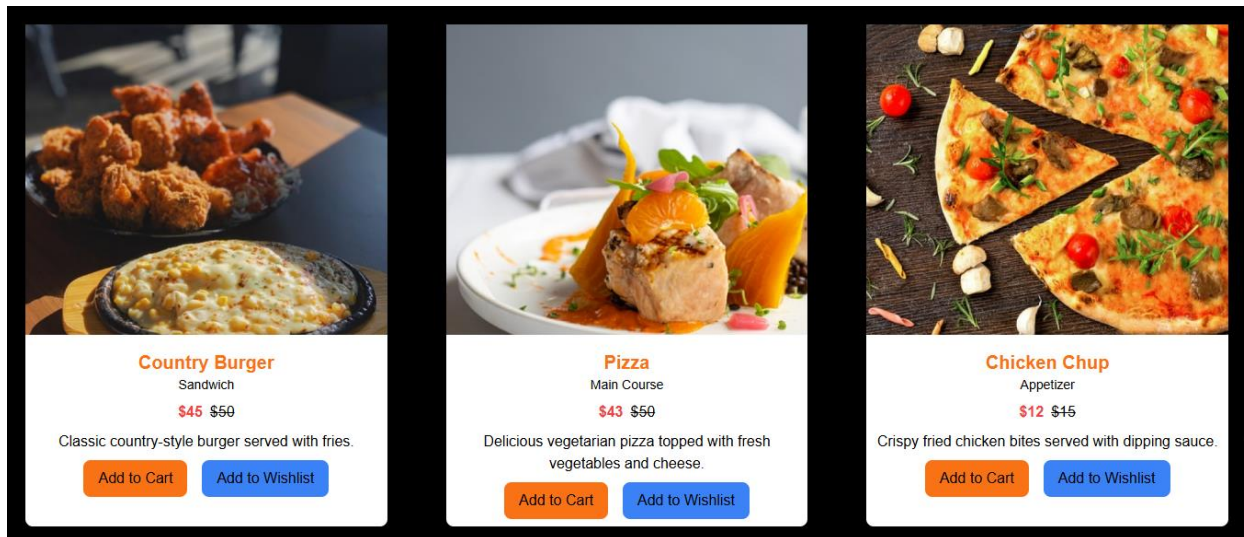 Country Burger
Sandwich
$45 $50
Classic country-style burger served with fries.
Add to Cart Add to Wishlist
Pizza
Main Course
$43 $50
Delicious vegetarian pizza topped with fresh
vegetables and cheese.
Add to Cart Add to Wishlist
Chicken Chup
Appetizer
$12 $15
Crispy fried chicken bites served with dipping sauce.
Add to Cart Add to Wishlist